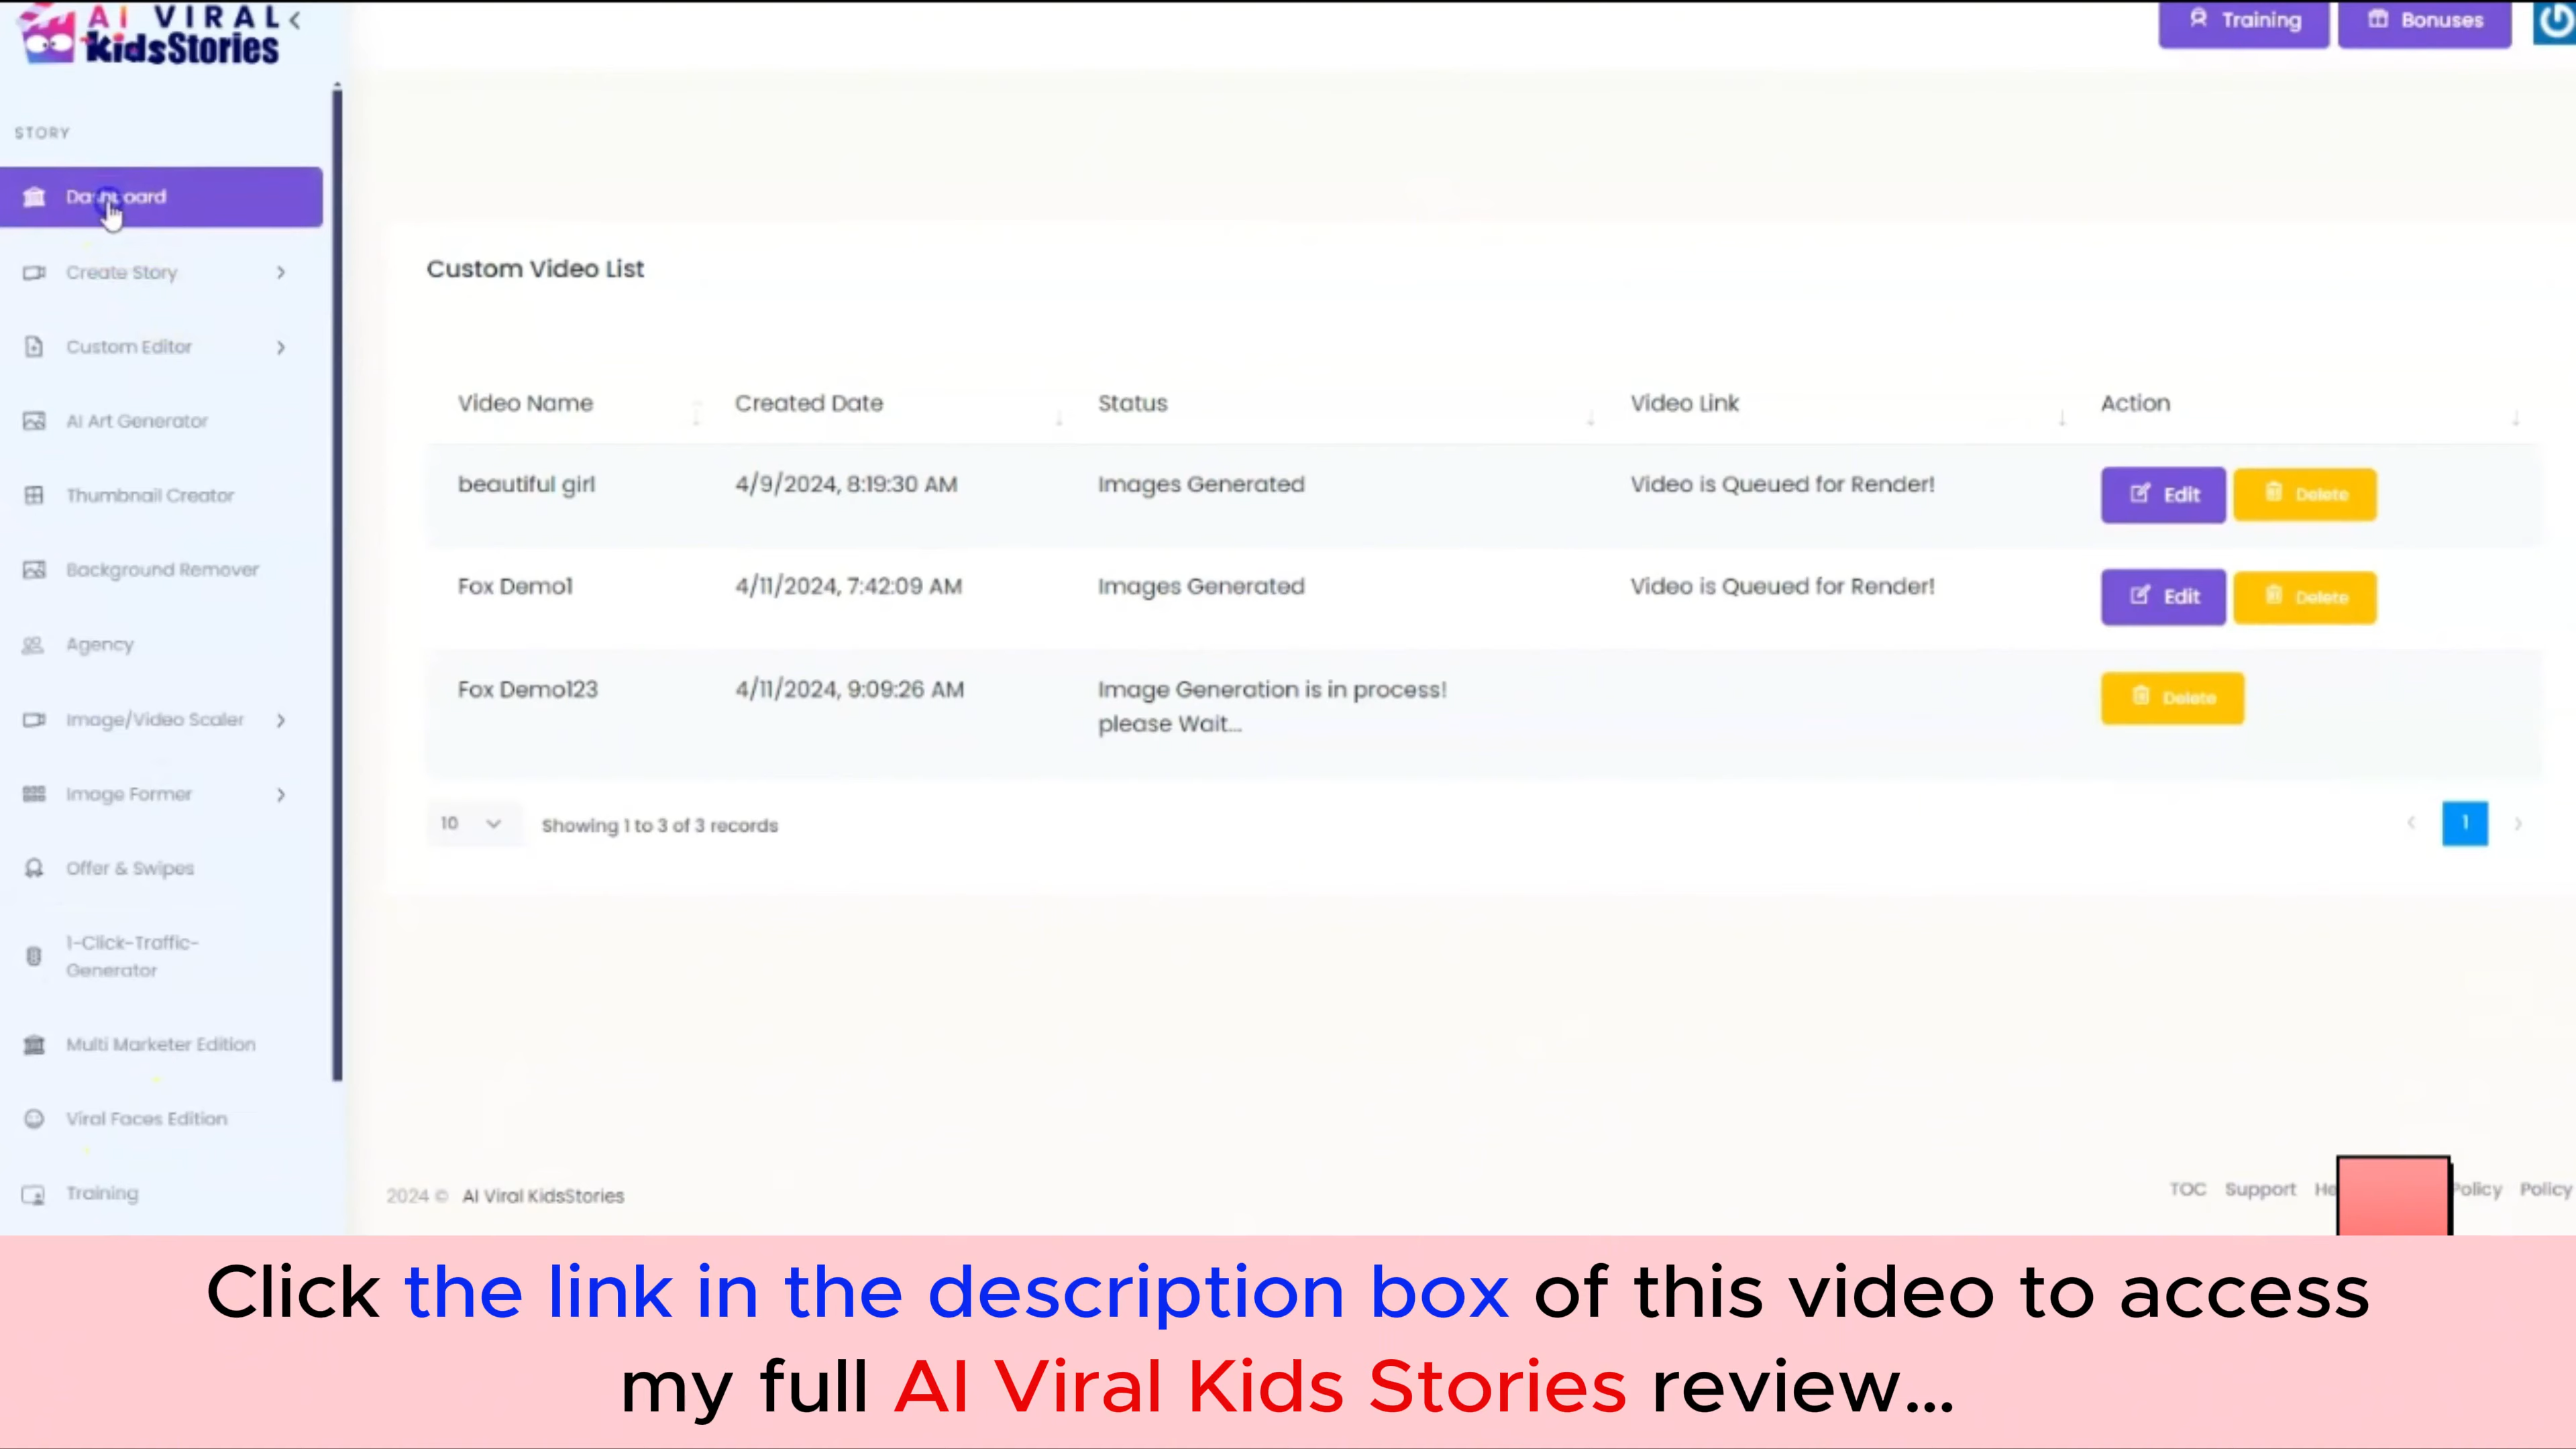 AI VIRAL
KidsStories
Training
Bonuses
STORY
Dashboard
Create Story
Custom Editor
AI Art Generator
Thumbnail Creator
Background Remover
Agency
Image/Video Scaler
Image Former
Offer & Swipes
1-Click-Traffic-
Generator
Multi Marketer Edition
Viral Faces Edition
Training
Custom Video List
Video Name Created Date Status Video Link Action
beautiful girl 4/9/2024, 8:19:30 AM Images Generated Video is Queued for Render! Edit Delete
Fox Demo1 4/11/2024, 7:42:09 AM Images Generated Video is Queued for Render! Edit Delete
Fox Demo123 4/11/2024, 9:09:26 AM Image Generation is in process! Delete
please Wait...
10 Showing 1 to 3 of 3 records 1
2024 © AI Viral KidsStories
TOC Support Policy Policy
Click the link in the description box of this video to access
my full AI Viral Kids Stories review...